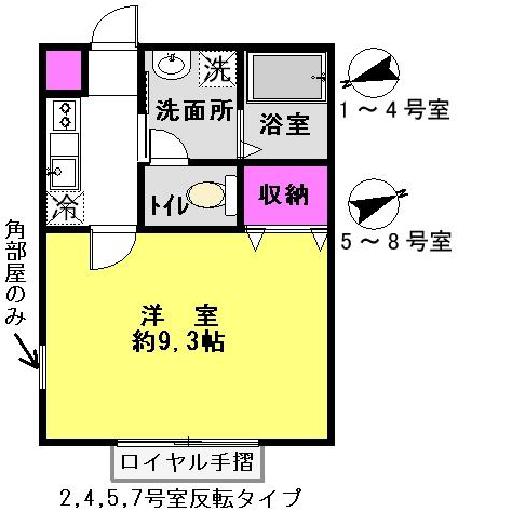 洗
洗面所
浴室
1～4号室
冷
トイレ
収納
5～8号室
角部屋のみ
洋室
約9.3帖
ロイヤル手摺
2,4,5,7号室反転タイプ